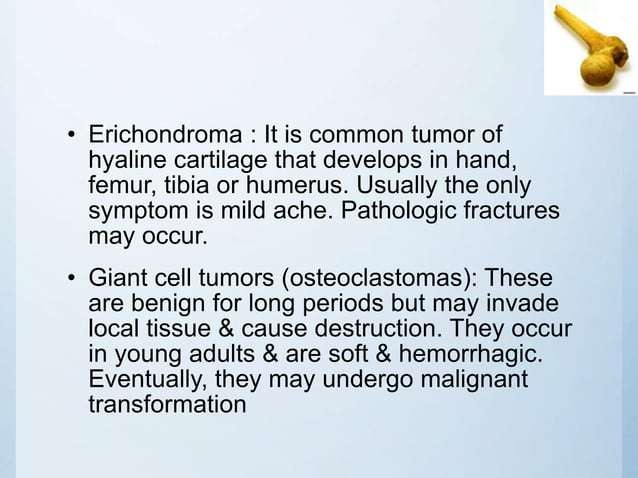 • Erichondroma : It is common tumor of
hyaline cartilage that develops in hand,
femur, tibia or humerus. Usually the only
symptom is mild ache. Pathologic fractures
may occur.
• Giant cell tumors (osteoclastomas): These
are benign for long periods but may invade
local tissue & cause destruction. They occur
in young adults & are soft & hemorrhagic.
Eventually, they may undergo malignant
transformation